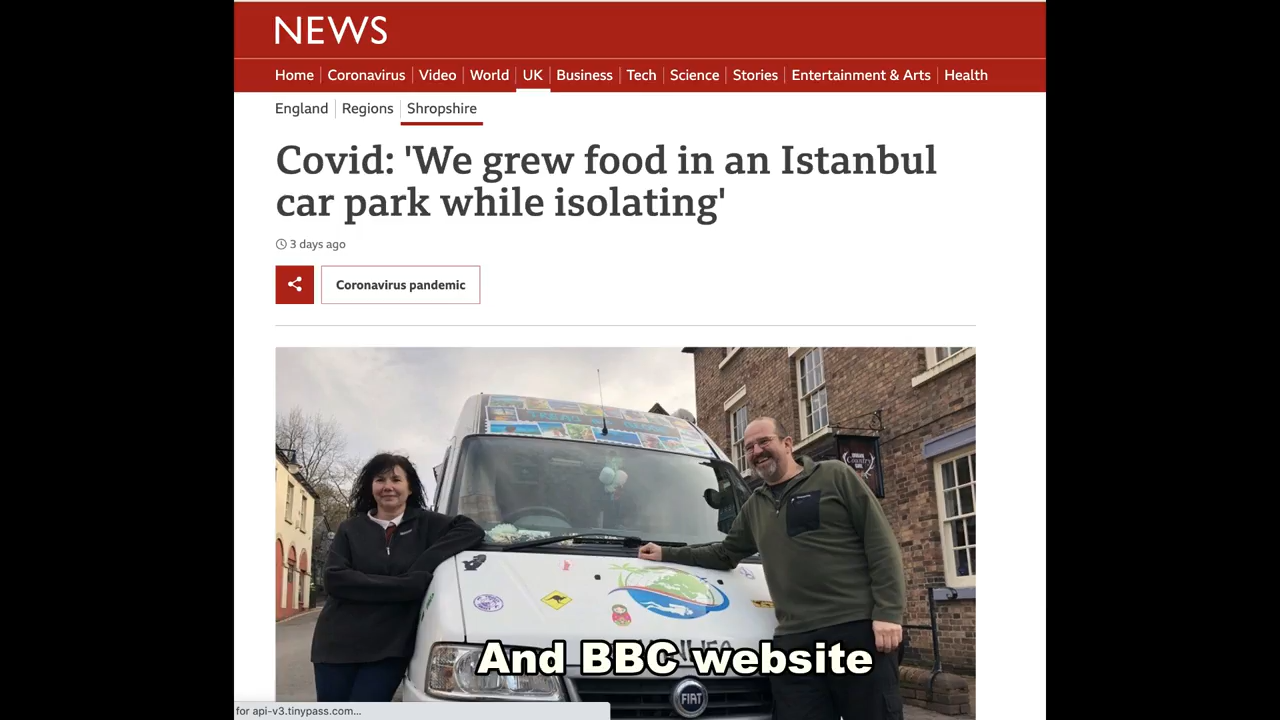 NEWS
Home Coronavirus Video World UK Business Tech Science Stories Entertainment & Arts Health
England Regions Shropshire
Covid: 'We grew food in an Istanbul
car park while isolating'
3 days ago
Coronavirus pandemic
Country
And BBC website
FIAT
for api-v3.tinypass.com...